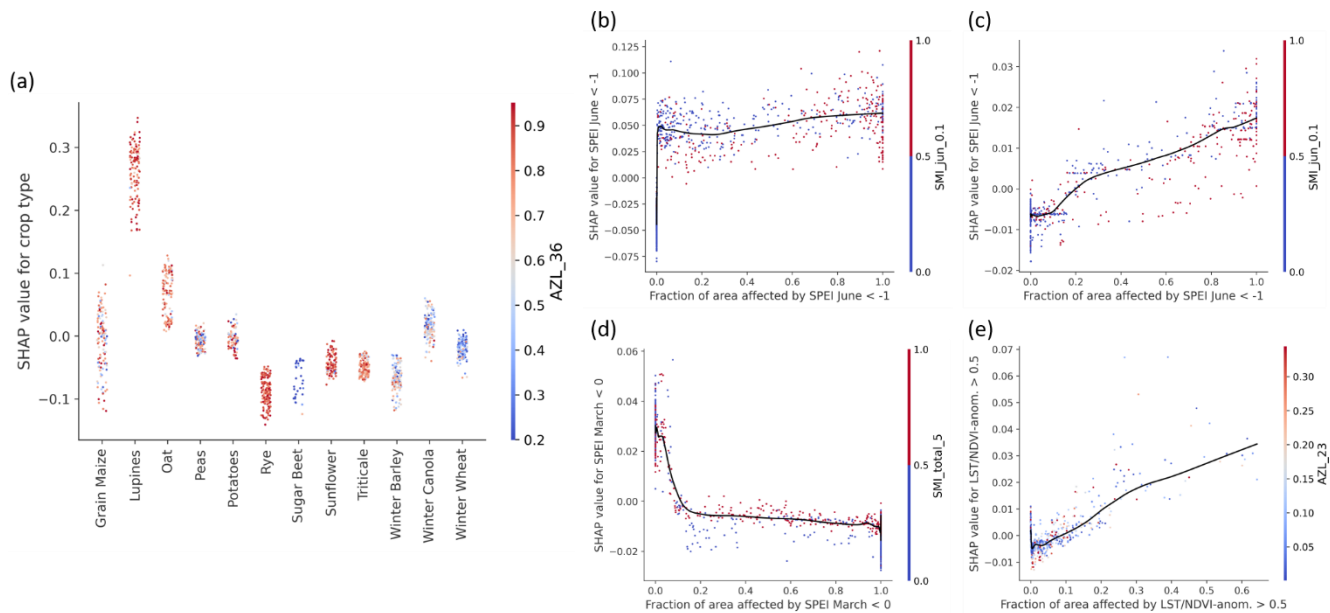 (a)
SHAP value for crop type
0.3
0.2
0.1
0.0
−0.1
Grain Maize
Lupines
Oat
Peas
Potatoes
Rye
Sugar Beet
Sunflower
Triticale
Winter Barley
Winter Canola
Winter Wheat
0.9
0.8
0.7
0.6
0.5
0.4
0.3
0.2
AZL_36
(b)
SHAP value for SPEI June < -1
0.125
0.100
0.075
0.050
0.025
0.000
−0.025
−0.050
−0.075
0.0 0.2 0.4 0.6 0.8 1.0
Fraction of area affected by SPEI June < -1
1.0
0.5
0.0
SMI_jun_0.1
(c)
SHAP value for SPEI June < -1
0.03
0.02
0.01
0.00
−0.01
−0.02
0.0 0.2 0.4 0.6 0.8 1.0
Fraction of area affected by SPEI June < -1
1.0
0.5
0.0
SMI_jun_0.1
(d)
SHAP value for SPEI March < 0
0.06
0.04
0.02
0.00
−0.02
0.0 0.2 0.4 0.6 0.8 1.0
Fraction of area affected by SPEI March < 0
1.0
0.5
0.0
SMI_total_5
(e)
SHAP value for LST/NDVI-anom. > 0.5
0.07
0.06
0.05
0.04
0.03
0.02
0.01
0.00
−0.01
0.0 0.1 0.2 0.3 0.4 0.5 0.6
Fraction of area affected by LST/NDVI-anom. > 0.5
0.30
0.25
0.20
0.15
0.10
0.05
AZL_23